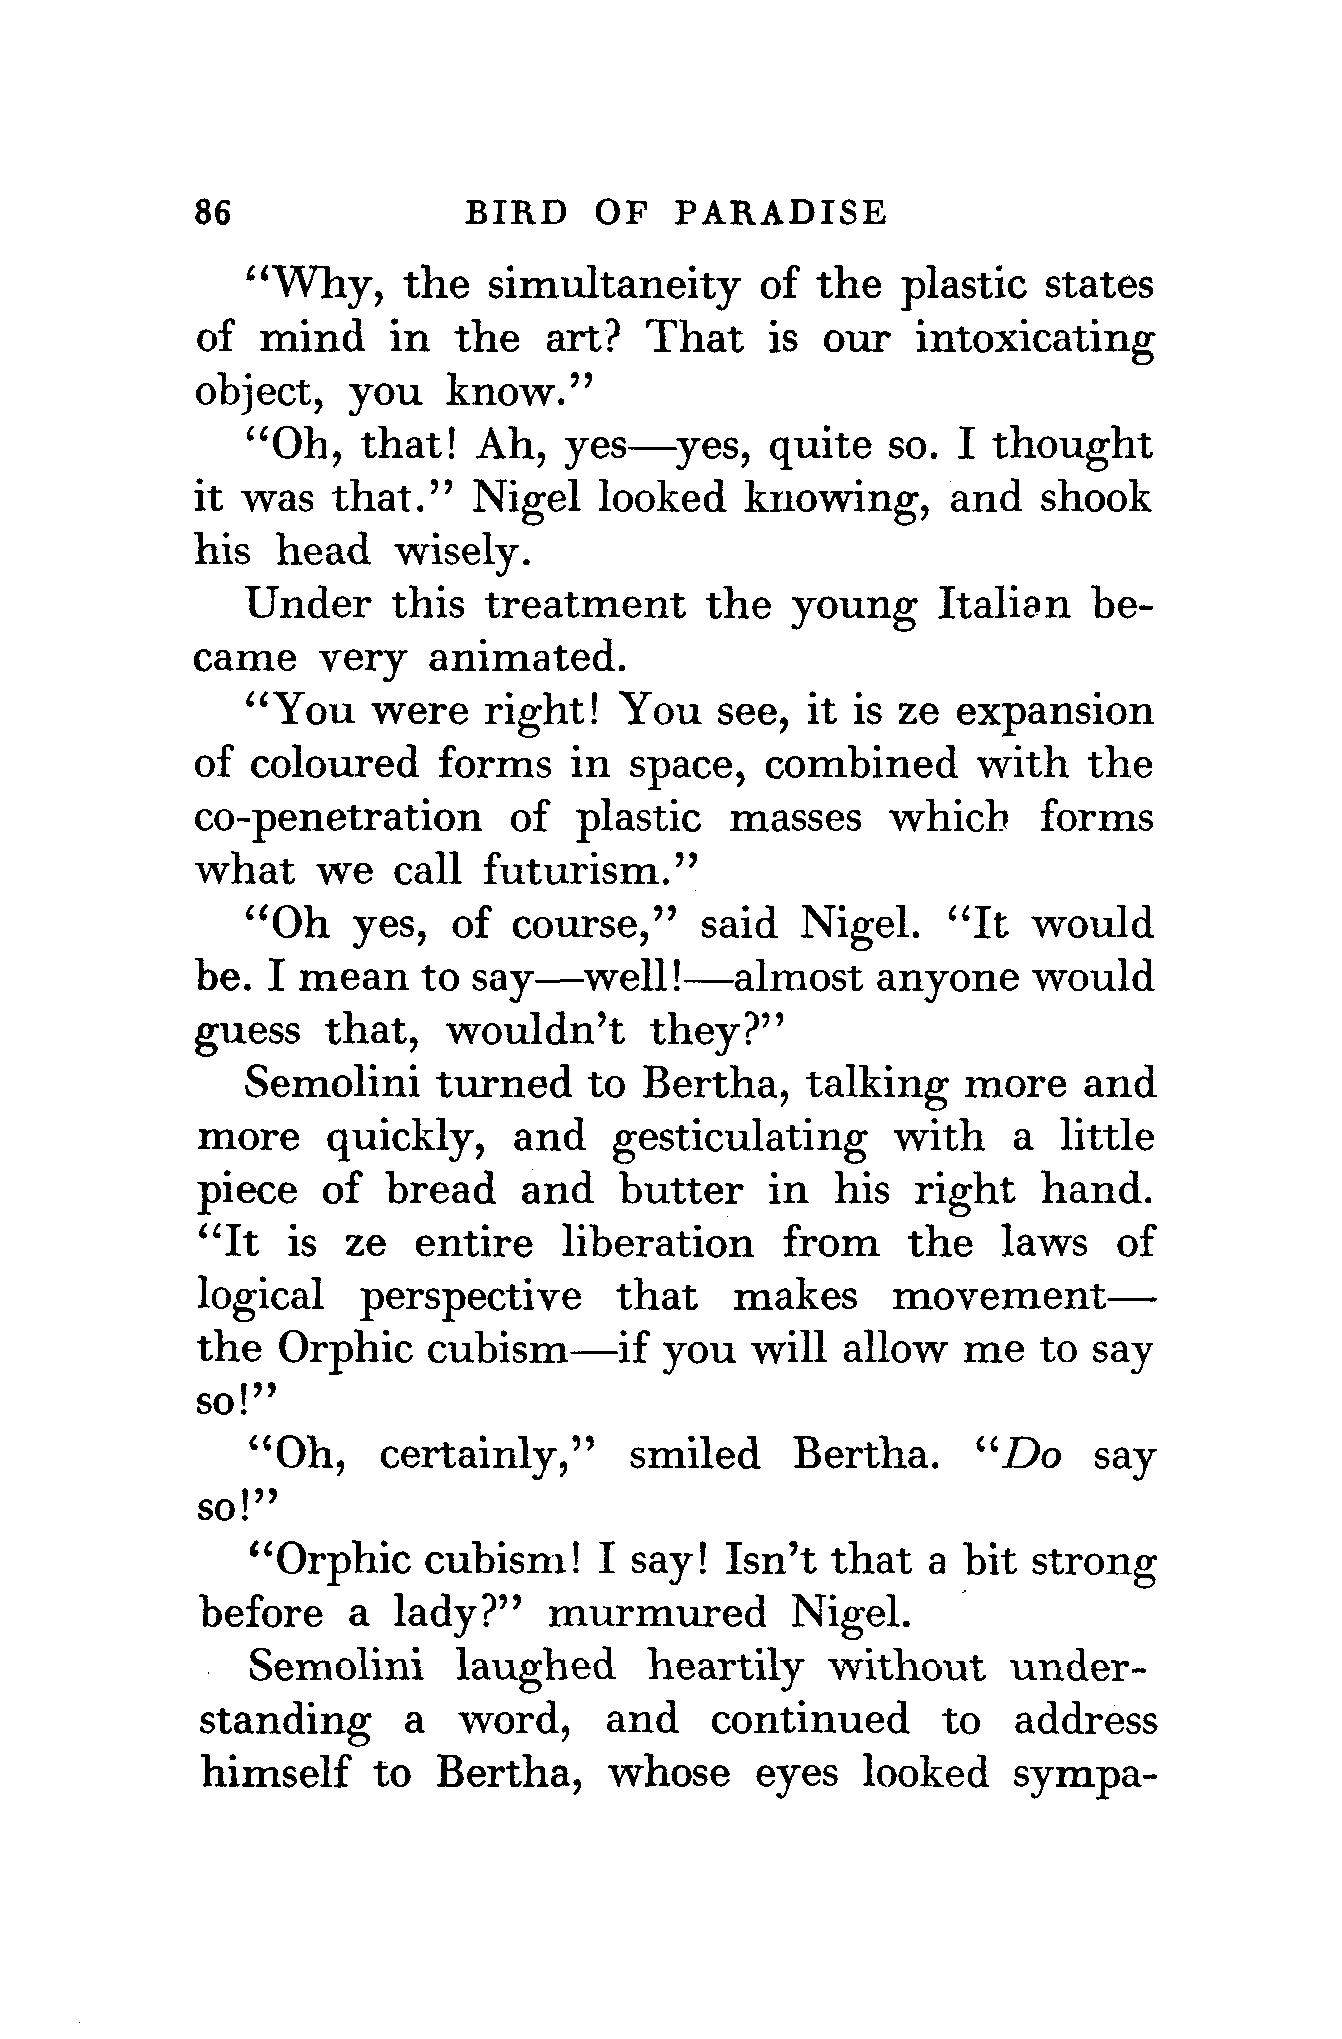 86 BIRD OF PARADISE
"Why, the simultaneity of the plastic states
of mind in the art? That is our intoxicating
object, you know."
"Oh, that! Ah, yes—yes, quite so. I thought
it was that." Nigel looked knowing, and shook
his head wisely.
Under this treatment the young Italian be-
came very animated.
"You were right! You see, it is ze expansion
of coloured forms in space, combined with the
co-penetration of plastic masses which forms
what we call futurism."
"Oh yes, of course," said Nigel. "It would
be. I mean to say—well!—almost anyone would
guess that, wouldn't they?"
Semolini turned to Bertha, talking more and
more quickly, and gesticulating with a little
piece of bread and butter in his right hand.
"It is ze entire liberation from the laws of
logical perspective that makes movement—
the Orphic cubism—if you will allow me to say
so!"
"Oh, certainly," smiled Bertha. "Do say
so!"
"Orphic cubism! I say! Isn't that a bit strong
before a lady?" murmured Nigel.
Semolini laughed heartily without under-
standing a word, and continued to address
himself to Bertha, whose eyes looked sympa-